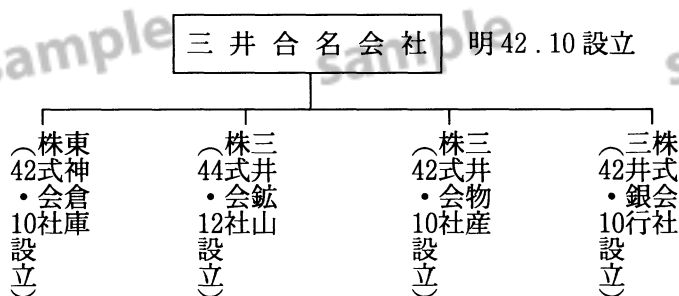 三井合名会社 明42.10設立
株式会社
三井銀行
(42・10設立)
三井物産
株式会社
(42・10設立)
三井鉱山
株式会社
(44・12設立)
東神倉庫
株式会社
(42・10設立)
sample
sample
s